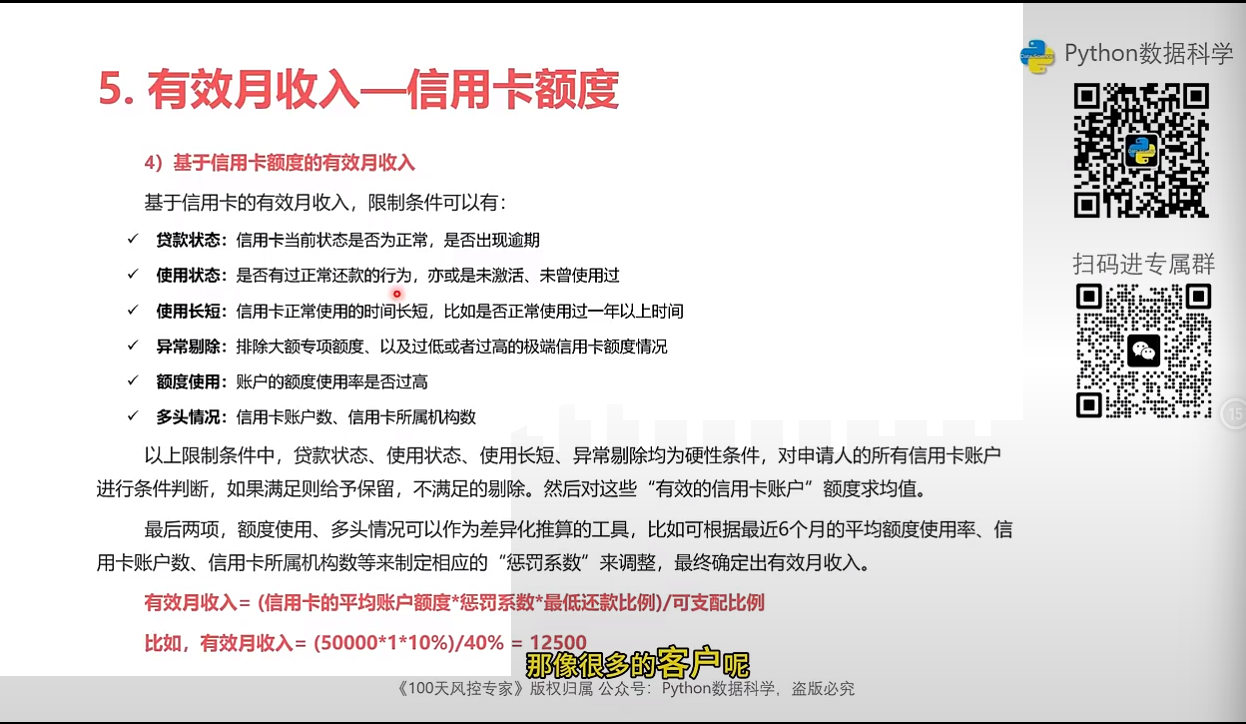 5. 有效月收入—信用卡额度
Python数据科学
4）基于信用卡额度的有效月收入
基于信用卡的有效月收入，限制条件可以有：
✓ 贷款状态：信用卡当前状态是否为正常，是否出现逾期
✓ 使用状态：是否有过正常还款的行为，亦或是未激活、未曾使用过
✓ 使用长短：信用卡正常使用的时间长短，比如是否正常使用过一年以上时间
✓ 异常剔除：排除大额专项额度、以及过低或者过高的极端信用卡额度情况
✓ 额度使用：账户的额度使用率是否过高
✓ 多头情况：信用卡账户数、信用卡所属机构数
扫码进专属群
15
以上限制条件中，贷款状态、使用状态、使用长短、异常剔除均为硬性条件，对申请人的所有信用卡账户
进行条件判断，如果满足则给予保留，不满足的剔除。然后对这些“有效的信用卡账户”额度求均值。
最后两项，额度使用、多头情况可以作为差异化推算的工具，比如可根据最近6个月的平均额度使用率、信
用卡账户数、信用卡所属机构数等来制定相应的“惩罚系数”来调整，最终确定出有效月收入。
有效月收入= (信用卡的平均账户额度*惩罚系数*最低还款比例)/可支配比例
比如，有效月收入= (50000*1*10%)/40% = 12500
那像很多的客户呢
《100天风控专家》版权归属 公众号：Python数据科学，盗版必究